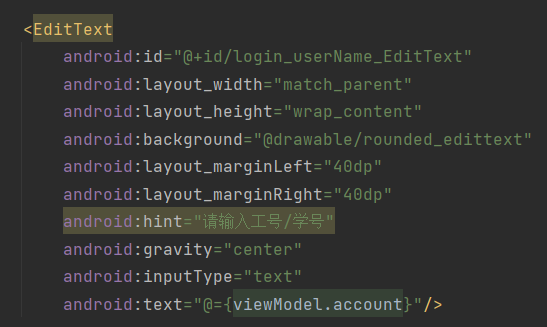 <EditText
android:id="@+id/login_userName_EditText"
android:layout_width="match_parent"
android:layout_height="wrap_content"
android:background="@drawable/rounded_edittext"
android:layout_marginLeft="40dp"
android:layout_marginRight="40dp"
android:hint="请输入工号/学号"
android:gravity="center"
android:inputType="text"
android:text="@={viewModel.account}"/>